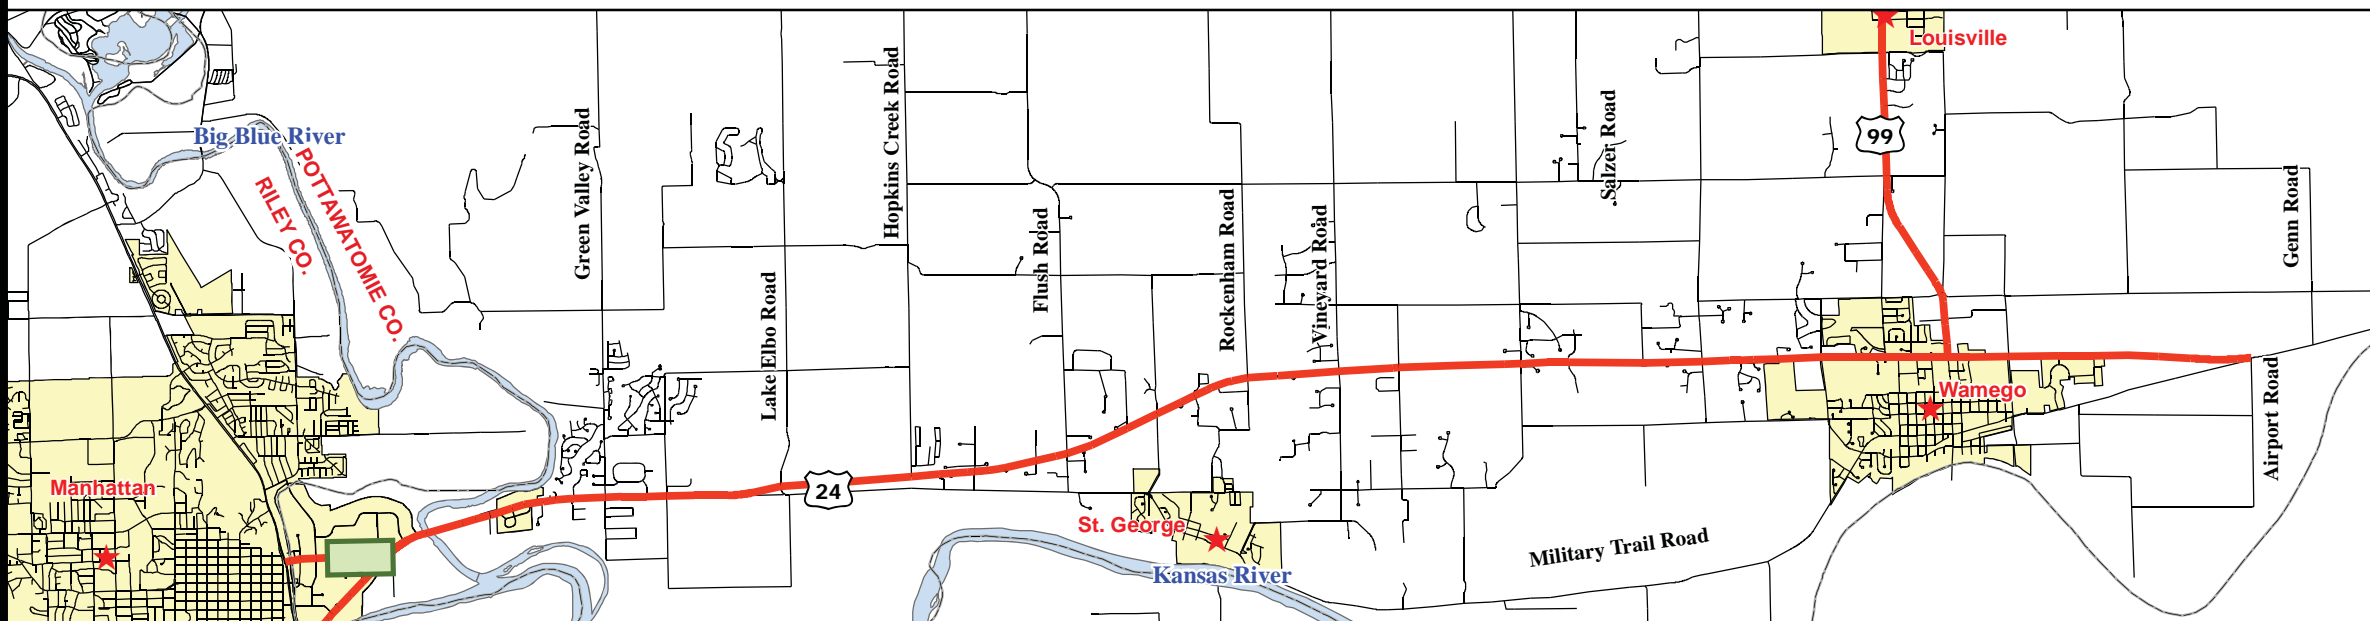 Louisville
99
Big Blue River
POTTAWATOMIE CO.
RILEY CO.
Green Valley Road
Hopkins Creek Road
Salzer Road
Genn Road
Flush Road
Rockenham Road
Vineyard Road
Lake Elbo Road
Wamego
Airport Road
Manhattan
24
St. George
Military Trail Road
Kansas River